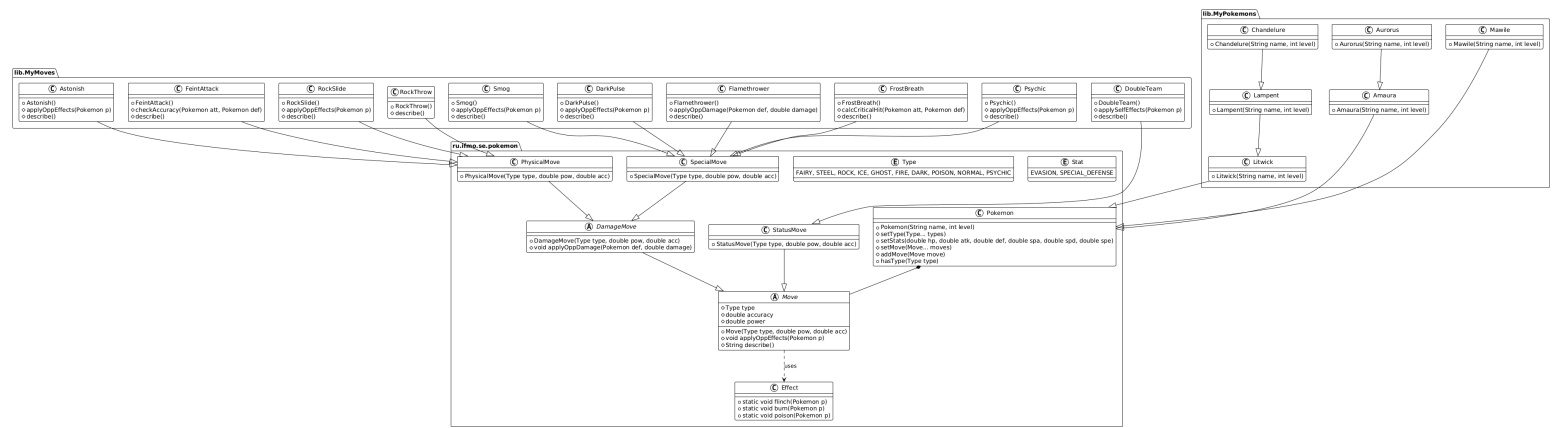 lib.MyPokemons
C Chandelure
Chandelure(String name, int level)
C Aurorus
Aurorus(String name, int level)
C Mawile
Mawile(String name, int level)
lib.MyMoves
C Astonish
Astonish()
applyOppEffects(Pokemon p)
describe()
C FeintAttack
FeintAttack()
checkAccuracy(Pokemon att, Pokemon def)
describe()
C RockSlide
RockSlide()
applyOppEffects(Pokemon p)
describe()
C RockThrow
RockThrow()
describe()
C Smog
Smog()
applyOppEffects(Pokemon p)
describe()
C DarkPulse
DarkPulse()
applyOppEffects(Pokemon p)
describe()
C Flamethrower
Flamethrower()
applyOppDamage(Pokemon def, double damage)
describe()
C FrostBreath
FrostBreath()
calcCriticalHit(Pokemon att, Pokemon def)
describe()
C Psychic
Psychic()
applyOppEffects(Pokemon p)
describe()
C DoubleTeam
DoubleTeam()
applySelfEffects(Pokemon p)
describe()
C Lampent
Lampent(String name, int level)
C Amaura
Amaura(String name, int level)
ru.ifmo.se.pokemon
C PhysicalMove
PhysicalMove(Type type, double pow, double acc)
C SpecialMove
SpecialMove(Type type, double pow, double acc)
E Type
FAIRY, STEEL, ROCK, ICE, GHOST, FIRE, DARK, POISON, NORMAL, PSYCHIC
E Stat
EVASION, SPECIAL_DEFENSE
C Litwick
Litwick(String name, int level)
A DamageMove
DamageMove(Type type, double pow, double acc)
void applyOppDamage(Pokemon def, double damage)
C StatusMove
StatusMove(Type type, double pow, double acc)
C Pokemon
Pokemon(String name, int level)
setType(Type... types)
setStats(double hp, double atk, double def, double spa, double spd, double spe)
setMove(Move... moves)
addMove(Move move)
hasType(Type type)
A Move
Type type
double accuracy
double power
Move(Type type, double pow, double acc)
void applyOppEffects(Pokemon p)
String describe()
uses
C Effect
static void flinch(Pokemon p)
static void burn(Pokemon p)
static void poison(Pokemon p)